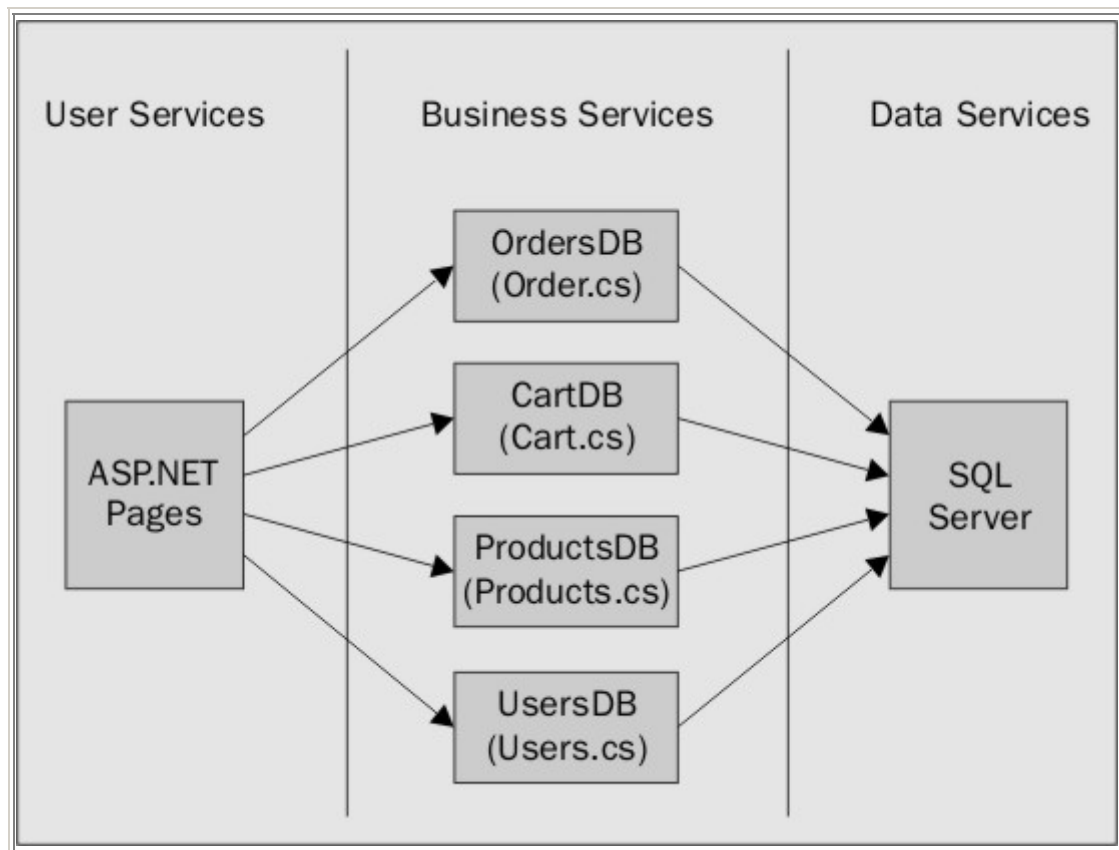 User Services
Business Services
Data Services
OrdersDB
(Order.cs)
CartDB
(Cart.cs)
ASP.NET
Pages
SQL
Server
ProductsDB
(Products.cs)
UsersDB
(Users.cs)